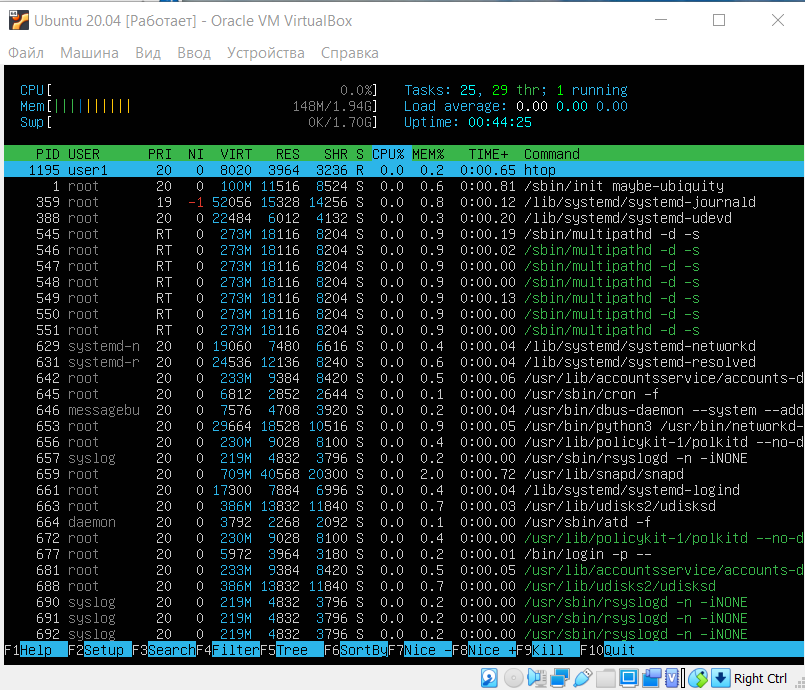 Ubuntu 20.04 [Работает] - Oracle VM VirtualBox
Файл Машина Вид Ввод Устройства Справка
CPU[ 0.0%] Tasks: 25, 29 thr; 1 running
Mem[||||||||||| 148M/1.94G] Load average: 0.00 0.00 0.00
Swp[ 0K/1.70G] Uptime: 00:44:25
PID USER PRI NI VIRT RES SHR S CPU% MEM% TIME+ Command
1195 user1 20 0 8020 3964 3236 R 0.0 0.2 0:00.65 htop
1 root 20 0 100M 11516 8524 S 0.0 0.6 0:00.81 /sbin/init maybe-ubiquity
359 root 19 -1 52056 15328 14256 S 0.0 0.8 0:00.12 /lib/systemd/systemd-journald
388 root 20 0 22484 6012 4132 S 0.0 0.3 0:00.20 /lib/systemd/systemd-udevd
545 root RT 0 273M 18116 8204 S 0.0 0.9 0:00.19 /sbin/multipathd -d -s
546 root RT 0 273M 18116 8204 S 0.0 0.9 0:00.02 /sbin/multipathd -d -s
547 root RT 0 273M 18116 8204 S 0.0 0.9 0:00.00 /sbin/multipathd -d -s
548 root RT 0 273M 18116 8204 S 0.0 0.9 0:00.00 /sbin/multipathd -d -s
549 root RT 0 273M 18116 8204 S 0.0 0.9 0:00.13 /sbin/multipathd -d -s
550 root RT 0 273M 18116 8204 S 0.0 0.9 0:00.00 /sbin/multipathd -d -s
551 root RT 0 273M 18116 8204 S 0.0 0.9 0:00.00 /sbin/multipathd -d -s
629 systemd-n 20 0 19060 7480 6616 S 0.0 0.4 0:00.04 /lib/systemd/systemd-networkd
631 systemd-r 20 0 24536 12136 8240 S 0.0 0.6 0:00.04 /lib/systemd/systemd-resolved
642 root 20 0 233M 9384 8420 S 0.0 0.5 0:00.06 /usr/lib/accountsservice/accounts-d
645 root 20 0 6812 2852 2644 S 0.0 0.1 0:00.00 /usr/sbin/cron -f
646 messagebu 20 0 7576 4708 3920 S 0.0 0.2 0:00.04 /usr/bin/dbus-daemon --system --add
653 root 20 0 29664 18528 10516 S 0.0 0.9 0:00.05 /usr/bin/python3 /usr/bin/networkd-
656 root 20 0 230M 9028 8100 S 0.0 0.4 0:00.00 /usr/lib/policykit-1/polkitd --no-d
657 syslog 20 0 219M 4832 3796 S 0.0 0.2 0:00.00 /usr/sbin/rsyslogd -n -iNONE
659 root 20 0 709M 40568 20300 S 0.0 2.0 0:00.72 /usr/lib/snapd/snapd
661 root 20 0 17300 7884 6996 S 0.0 0.4 0:00.04 /lib/systemd/systemd-logind
663 root 20 0 386M 13832 11840 S 0.0 0.7 0:00.03 /usr/lib/udisks2/udisksd
664 daemon 20 0 3792 2268 2092 S 0.0 0.1 0:00.00 /usr/sbin/atd -f
672 root 20 0 230M 9028 8100 S 0.0 0.4 0:00.00 /usr/lib/policykit-1/polkitd --no-d
677 root 20 0 5972 3964 3180 S 0.0 0.2 0:00.01 /bin/login -p --
681 root 20 0 233M 9384 8420 S 0.0 0.5 0:00.05 /usr/lib/accountsservice/accounts-d
688 root 20 0 386M 13832 11840 S 0.0 0.7 0:00.00 /usr/lib/udisks2/udisksd
690 syslog 20 0 219M 4832 3796 S 0.0 0.2 0:00.00 /usr/sbin/rsyslogd -n -iNONE
691 syslog 20 0 219M 4832 3796 S 0.0 0.2 0:00.00 /usr/sbin/rsyslogd -n -iNONE
692 syslog 20 0 219M 4832 3796 S 0.0 0.2 0:00.00 /usr/sbin/rsyslogd -n -iNONE
F1Help F2Setup F3SearchF4FilterF5Tree F6SortByF7Nice -F8Nice +F9Kill F10Quit
Right Ctrl